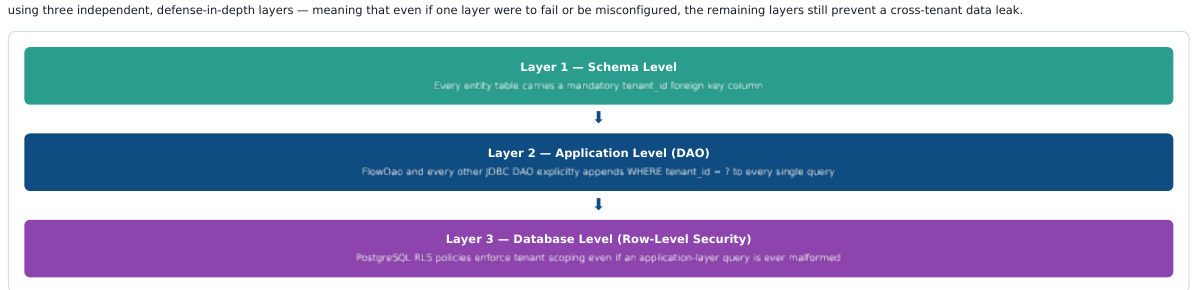 using three independent, defense-in-depth layers — meaning that even if one layer were to fail or be misconfigured, the remaining layers still prevent a cross-tenant data leak.
Layer 1 — Schema Level
Every entity table carries a mandatory tenant_id foreign key column
Layer 2 — Application Level (DAO)
FlowDao and every other JDBC DAO explicitly appends WHERE tenant_id = ? to every single query
Layer 3 — Database Level (Row-Level Security)
PostgreSQL RLS policies enforce tenant scoping even if an application-layer query is ever malformed